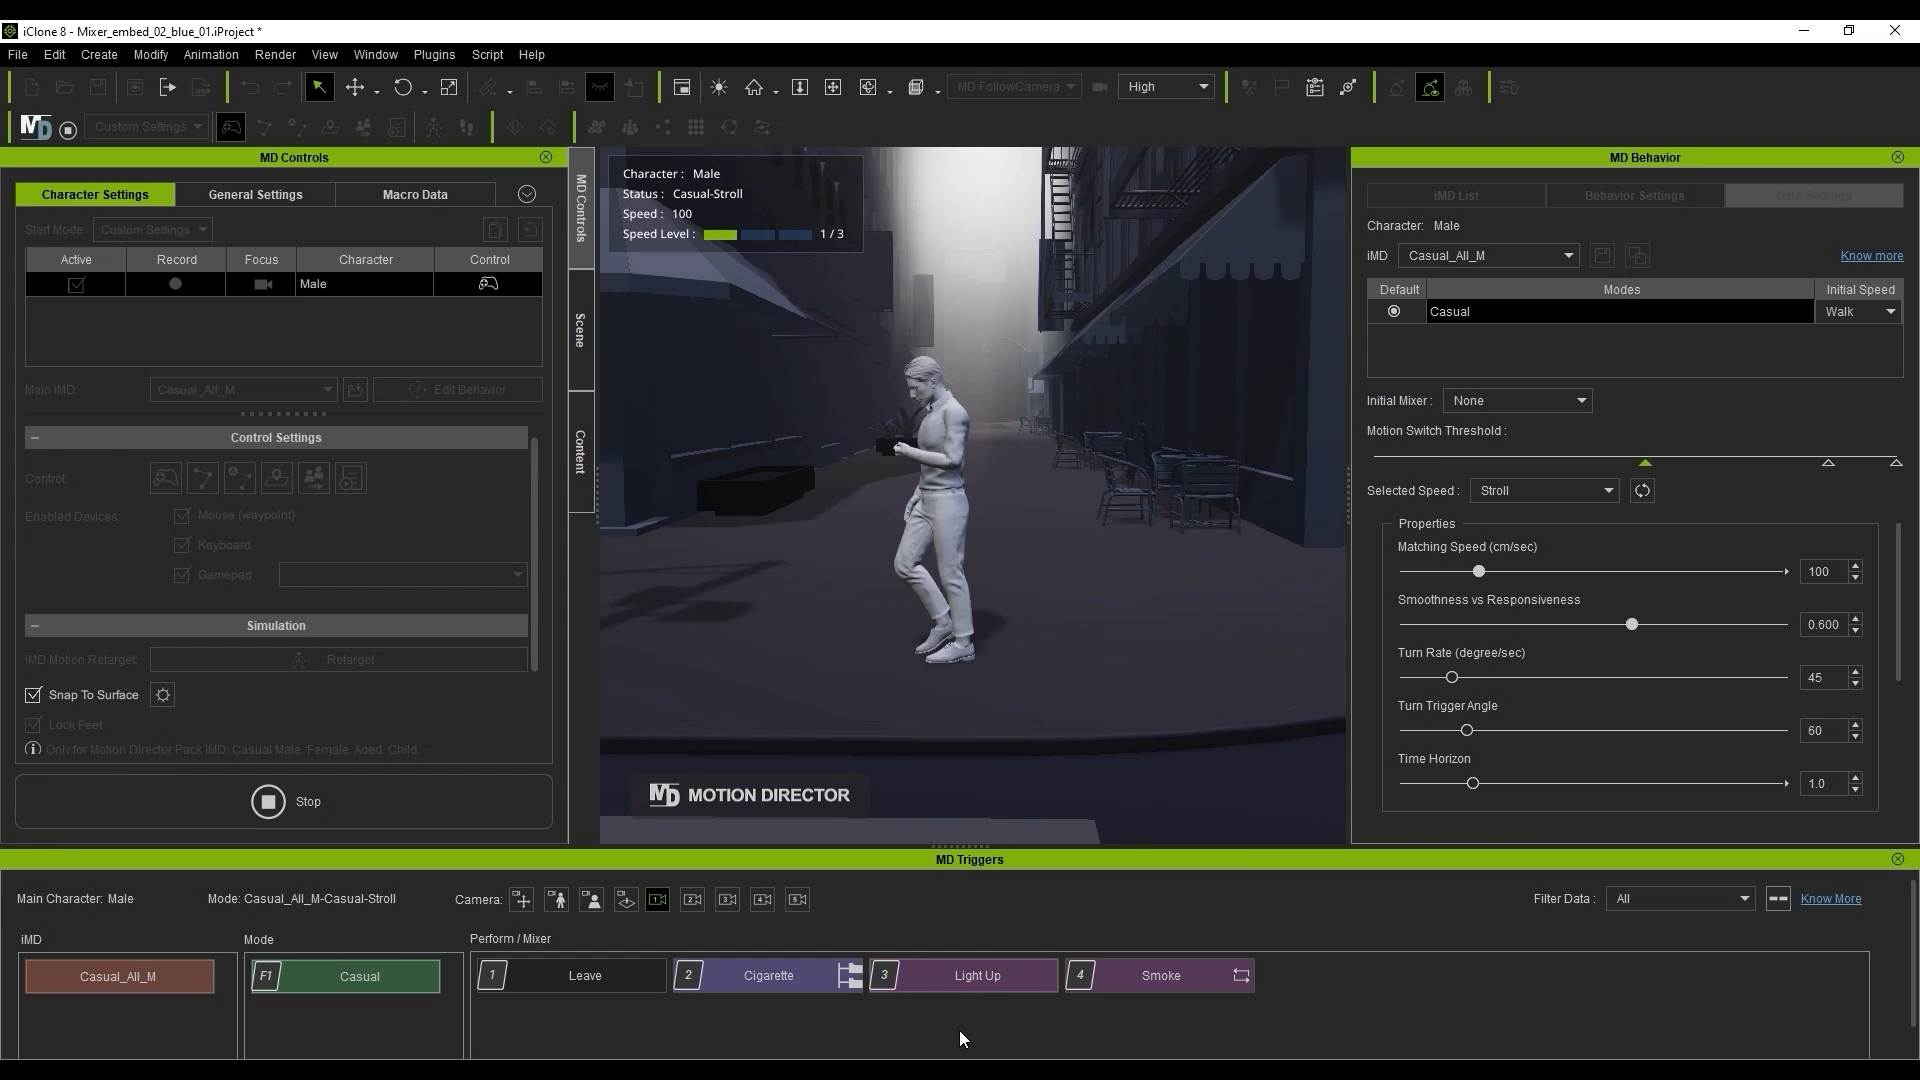 iClone 8 - Mixer_embed_02_blue_01.iProject *
File Edit Create Modify Animation Render View Window Plugins Script Help
MD FollowCamera High
MD Custom Settings
MD Controls
Character Settings General Settings Macro Data
Start Mode Custom Settings
Active Record Focus Character Control
Male
Main iMD: Casual_All_M Edit Behavior
Control Settings
Control:
Enabled Devices: Mouse (waypoint)
Keyboard
Gamepad
Simulation
iMD Motion Retarget: Retarget
Snap To Surface
Lock Feet
Only for Motion Director Pack iMD: Casual Male, Female, Aged, Child.
Stop
MD Controls
Scene
Content
Character : Male
Status : Casual-Stroll
Speed : 100
Speed Level : 1 / 3
MD MOTION DIRECTOR
MD Behavior
iMD List Behavior Settings Data Settings
Character: Male
iMD Casual_All_M Know more
Default Modes Initial Speed
Casual Walk
Initial Mixer : None
Motion Switch Threshold :
Selected Speed : Stroll
Properties
Matching Speed (cm/sec)
100
Smoothness vs Responsiveness
0.600
Turn Rate (degree/sec)
45
Turn Trigger Angle
60
Time Horizon
1.0
MD Triggers
Main Character: Male Mode: Casual_All_M-Casual-Stroll Camera: 1 2 3 4 5 Filter Data : All Know More
iMD Mode Perform / Mixer
Casual_All_M F1 Casual 1 Leave 2 Cigarette 3 Light Up 4 Smoke